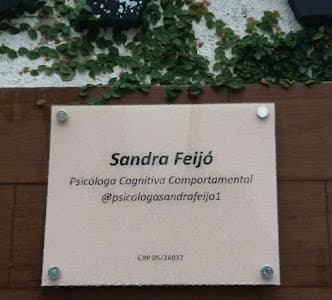 Sandra Feijó
Psicóloga Cognitiva Comportamental
@psicologasandrafeijo1
CRP 05/24032